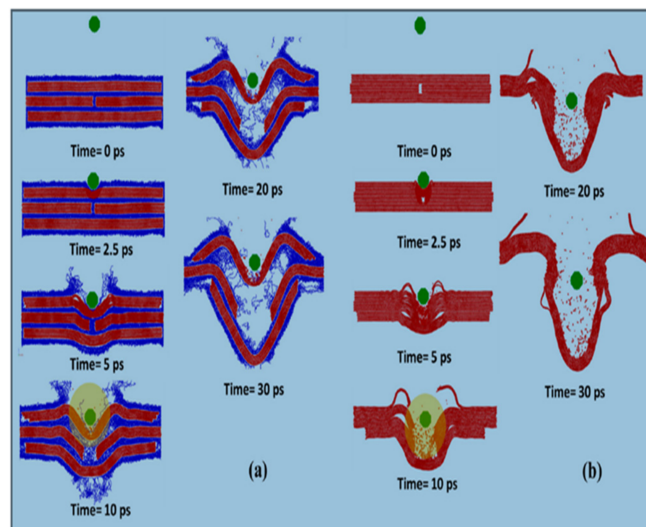 Time= 0 ps
Time= 2.5 ps
Time= 5 ps
Time= 10 ps
Time= 20 ps
Time= 30 ps
(a)
Time= 0 ps
Time= 2.5 ps
Time= 5 ps
Time= 10 ps
Time= 20 ps
Time= 30 ps
(b)